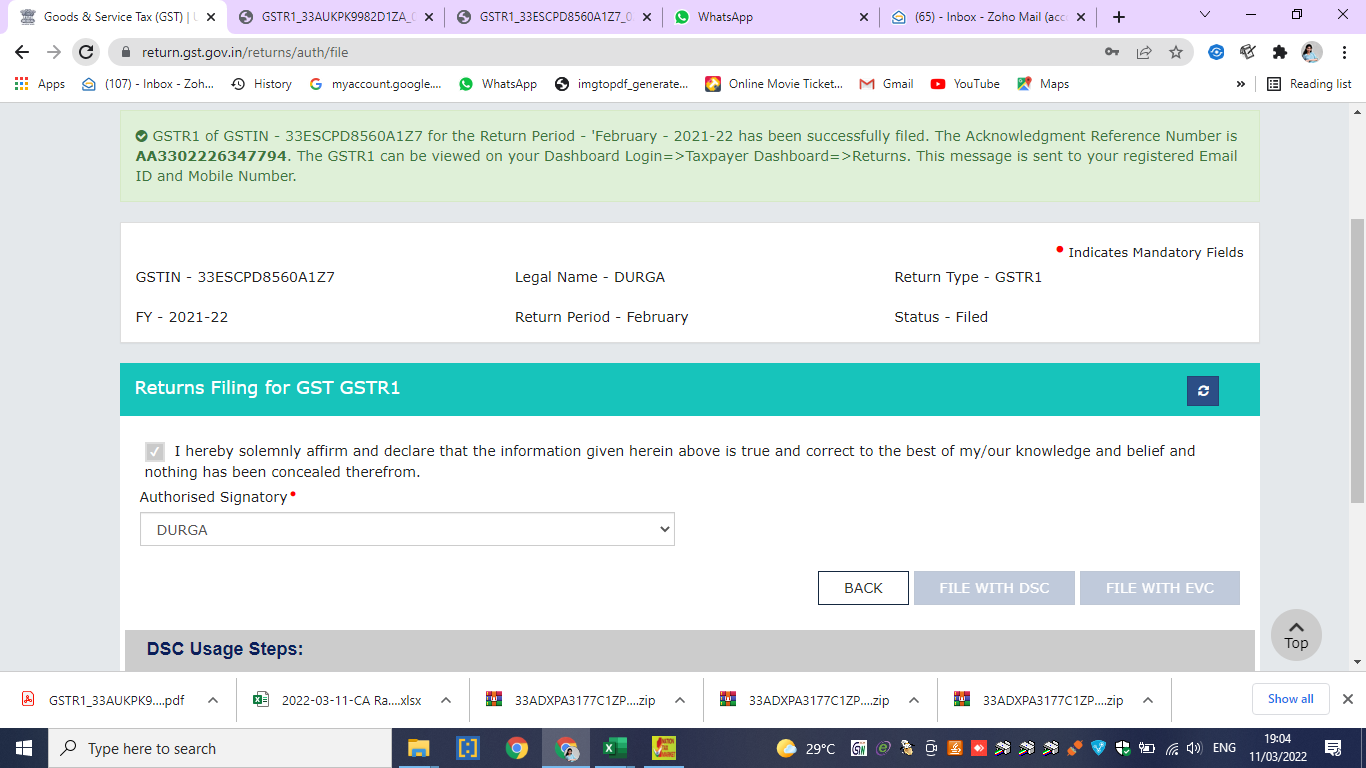 Goods & Service Tax (GST) | U
GSTR1_33AUKPK9982D1ZA_0
GSTR1_33ESCPD8560A1Z7_0
WhatsApp
(65) - Inbox - Zoho Mail (acc
return.gst.gov.in/returns/auth/file
Apps
(107) - Inbox - Zoh...
History
myaccount.google....
WhatsApp
imgtopdf_generate...
Online Movie Ticket...
Gmail
YouTube
Maps
»
Reading list
GSTR1 of GSTIN - 33ESCPD8560A1Z7 for the Return Period - 'February - 2021-22 has been successfully filed. The Acknowledgment Reference Number is
AA3302226347794. The GSTR1 can be viewed on your Dashboard Login=>Taxpayer Dashboard=>Returns. This message is sent to your registered Email
ID and Mobile Number.
• Indicates Mandatory Fields
GSTIN - 33ESCPD8560A1Z7
Legal Name - DURGA
Return Type - GSTR1
FY - 2021-22
Return Period - February
Status - Filed
Returns Filing for GST GSTR1
I hereby solemnly affirm and declare that the information given herein above is true and correct to the best of my/our knowledge and belief and
nothing has been concealed therefrom.
Authorised Signatory•
DURGA
BACK
FILE WITH DSC
FILE WITH EVC
Top
DSC Usage Steps:
GSTR1_33AUKPK9....pdf
2022-03-11-CA Ra....xlsx
33ADXPA3177C1ZP....zip
33ADXPA3177C1ZP....zip
33ADXPA3177C1ZP....zip
Show all
Type here to search
29°C
ENG
19:04
11/03/2022